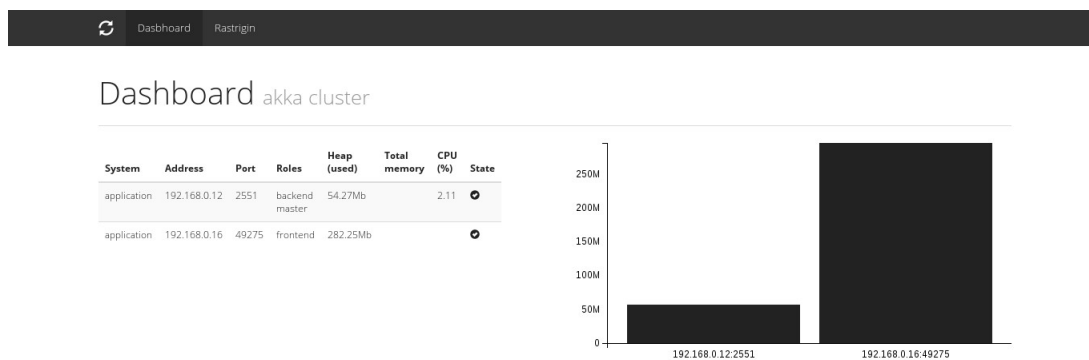 Dasbhoard Rastrigin
Dashboard akka cluster
System Address Port Roles Heap (used) Total memory CPU (%) State
application 192.168.0.12 2551 backend master 54.27Mb 2.11
application 192.168.0.16 49275 frontend 282.25Mb
250M
200M
150M
100M
50M
0
192.168.0.12:2551 192.168.0.16:49275